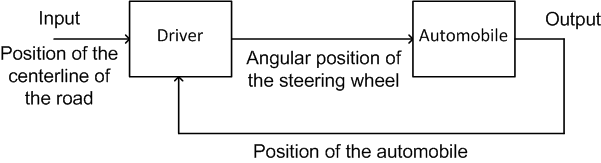 Input
Position of the
centerline of
the road
Driver
Angular position of
the steering wheel
Automobile
Output
Position of the automobile